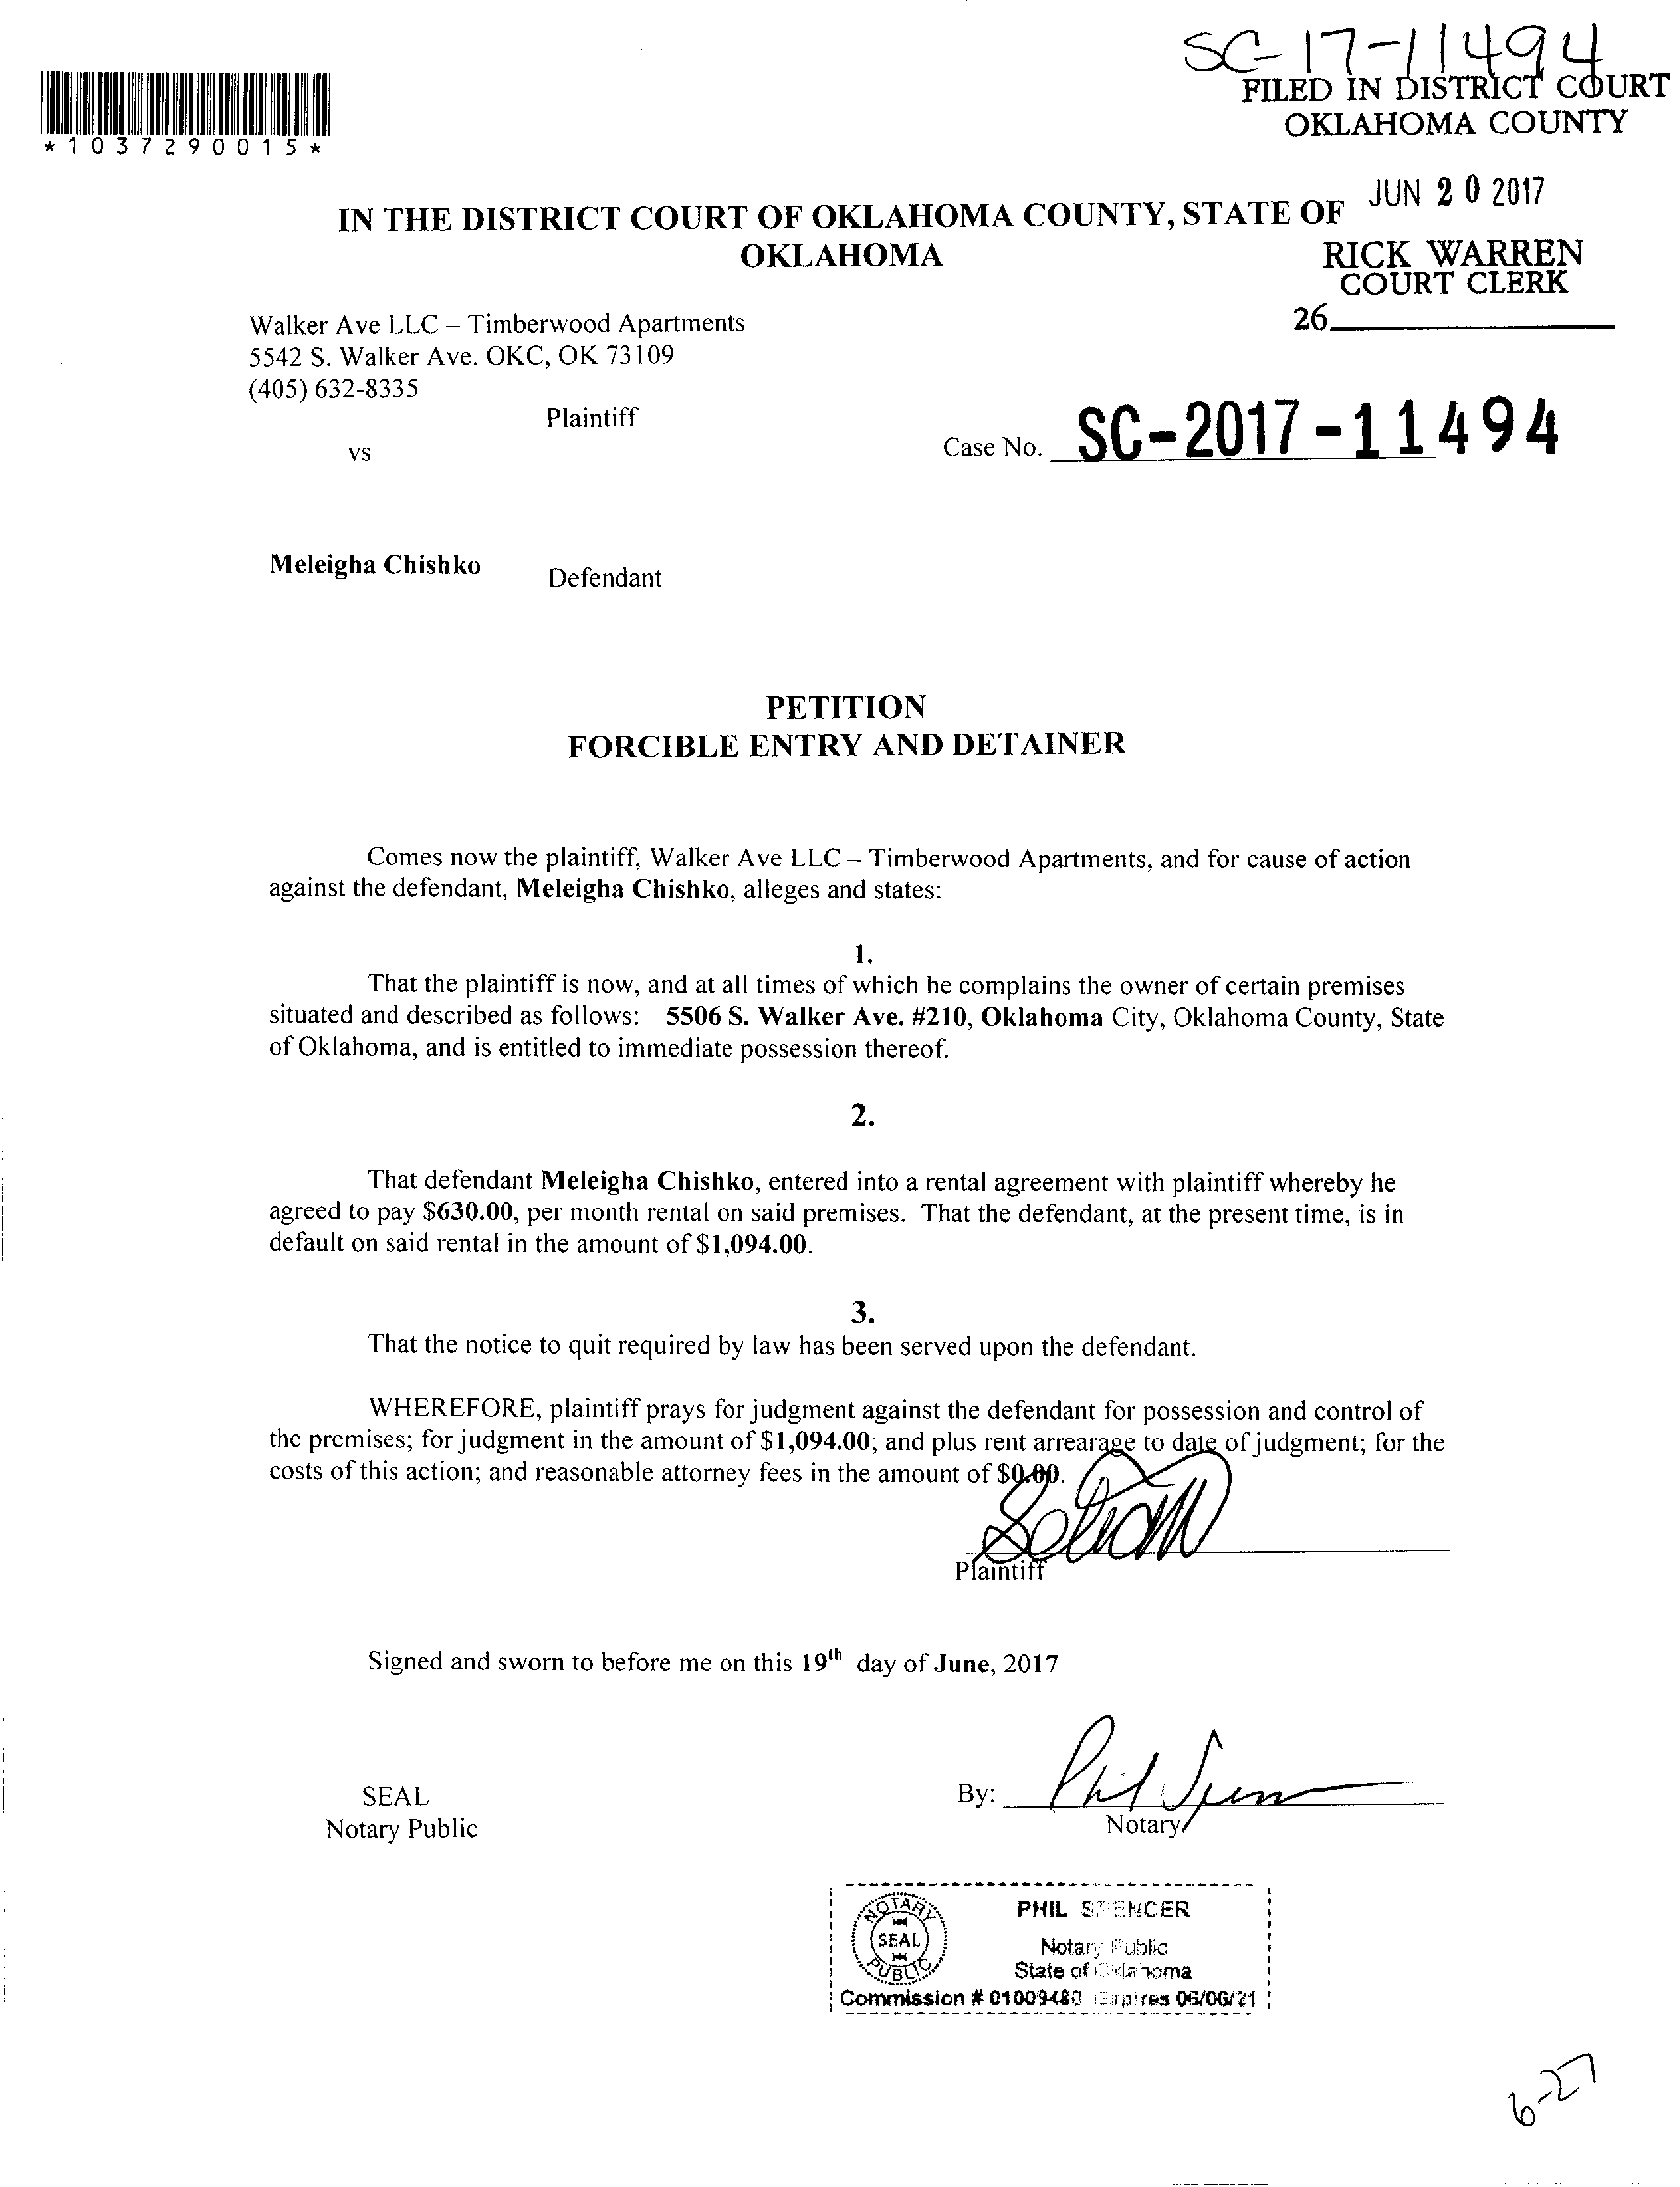 SC-17-11494
FILED IN DISTRICT COURT
OKLAHOMA COUNTY
*1037290015*
JUN 20 2017
IN THE DISTRICT COURT OF OKLAHOMA COUNTY, STATE OF
OKLAHOMA
RICK WARREN
COURT CLERK
26
Walker Ave LLC – Timberwood Apartments
5542 S. Walker Ave. OKC, OK 73109
(405) 632-8335
Plaintiff
vs
Case No. SC-2017-11494
Meleigha Chishko Defendant
PETITION
FORCIBLE ENTRY AND DETAINER
Comes now the plaintiff, Walker Ave LLC – Timberwood Apartments, and for cause of action
against the defendant, Meleigha Chishko, alleges and states:
1.
That the plaintiff is now, and at all times of which he complains the owner of certain premises
situated and described as follows: 5506 S. Walker Ave. #210, Oklahoma City, Oklahoma County, State
of Oklahoma, and is entitled to immediate possession thereof.
2.
That defendant Meleigha Chishko, entered into a rental agreement with plaintiff whereby he
agreed to pay $630.00, per month rental on said premises. That the defendant, at the present time, is in
default on said rental in the amount of $1,094.00.
3.
That the notice to quit required by law has been served upon the defendant.
WHEREFORE, plaintiff prays for judgment against the defendant for possession and control of
the premises; for judgment in the amount of $1,094.00; and plus rent arrearage to date of judgment; for the
costs of this action; and reasonable attorney fees in the amount of $0.00.
Plaintiff
Signed and sworn to before me on this 19th day of June, 2017
SEAL
Notary Public
By: Phil Spencer
Notary
NOTARY
SEAL
PUBLIC
PHIL SPENCER
Notary Public
State of Oklahoma
Commission # 01009480 Expires 06/06/21
6-27